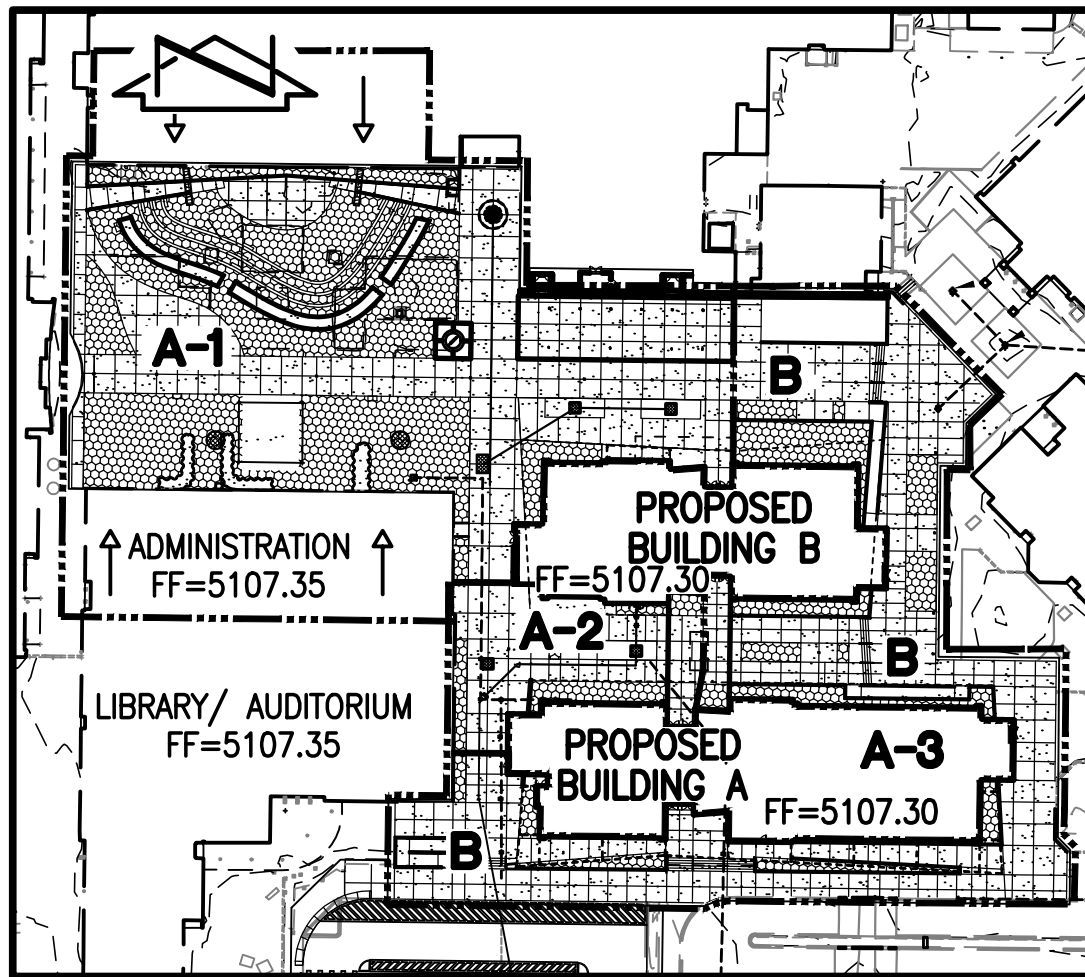 A-1
B
PROPOSED
BUILDING B
FF=5107.30
ADMINISTRATION
FF=5107.35
A-2
B
LIBRARY/ AUDITORIUM
FF=5107.35
PROPOSED
BUILDING A
A-3
FF=5107.30
B